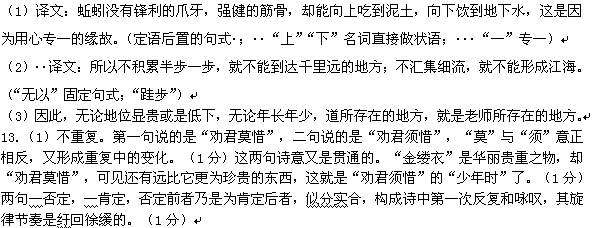 （1）译文：蚯蚓没有锋利的爪牙，强健的筋骨，却能向上吃到泥土，向下饮到地下水，这是因
为用心专一的缘故。（定语后置的句式·；··“上”“下”名词直接做状语；···“一”专一）
（2）··译文：所以不积累半步一步，就不能到达千里远的地方；不汇集细流，就不能形成江海。
（“无以”固定句式；“跬步”）
（3）因此，无论地位显贵或是低下，无论年长年少，道所存在的地方，就是老师所存在的地方。
13.（1）不重复。第一句说的是“劝君莫惜”，二句说的是“劝君须惜”，“莫”与“须”意正
相反，又形成重复中的变化。（1 分）这两句诗意又是贯通的。“金缕衣”是华丽贵重之物，却
“劝君莫惜”，可见还有远比它更为珍贵的东西，这就是“劝君须惜”的“少年时”了。（1 分）
两句一否定，一肯定，否定前者乃是为肯定后者，似分实合，构成诗中第一次反复和咏叹，其旋
律节奏是纡回徐缓的。（1 分）